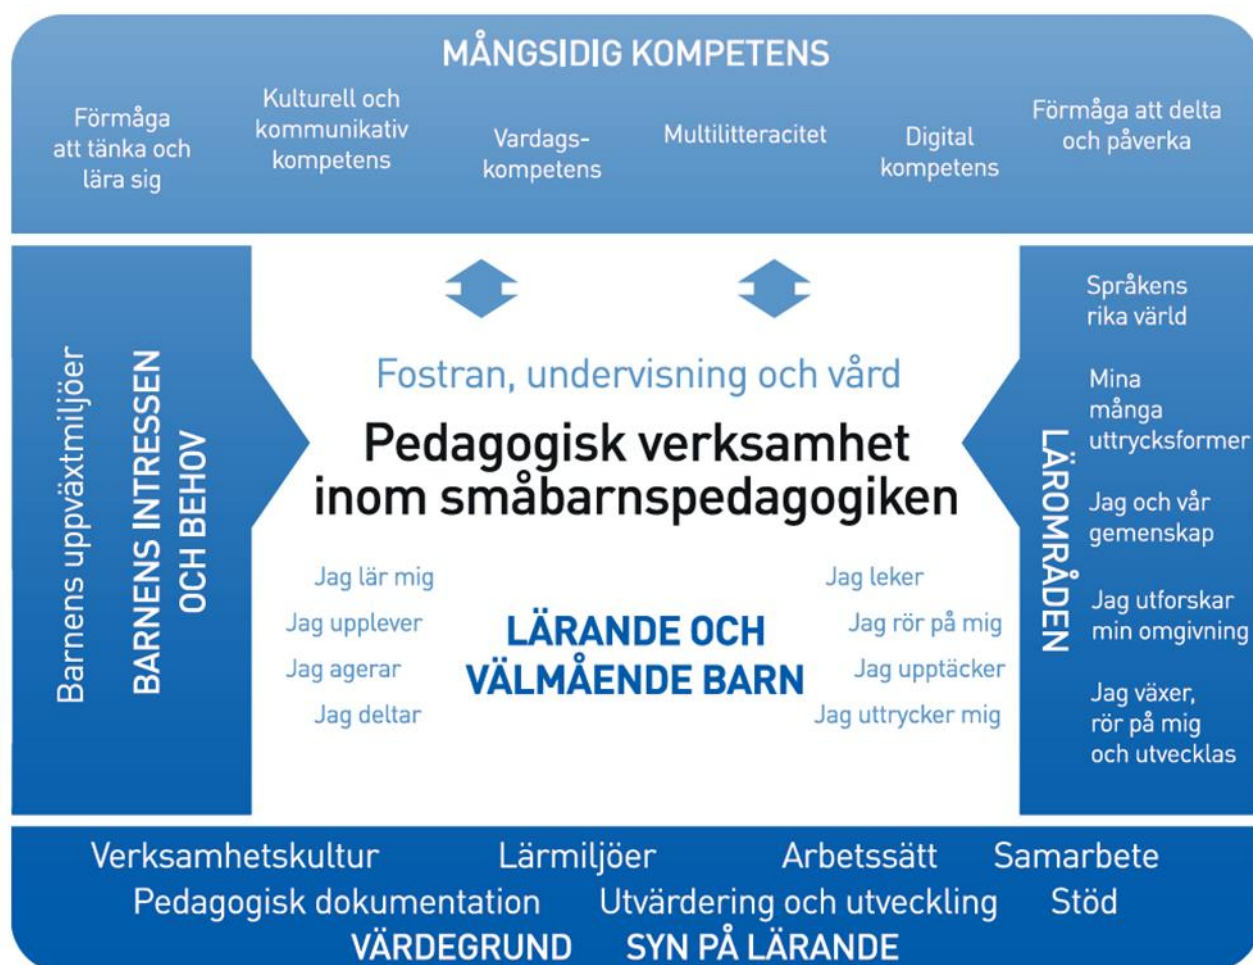 MÅNGSIDIG KOMPETENS
Förmåga
att tänka och
lära sig
Kulturell och
kommunikativ
kompetens
Vardags-
kompetens
Multilitteracitet
Digital
kompetens
Förmåga att delta
och påverka
Barnens uppväxtmiljöer
BARNENS INTRESSEN
OCH BEHOV
Fostran, undervisning och vård
Pedagogisk verksamhet
inom småbarnspedagogiken
Jag lär mig
Jag upplever
Jag agerar
Jag deltar
LÄRANDE OCH
VÄLMÅENDE BARN
Jag leker
Jag rör på mig
Jag upptäcker
Jag uttrycker mig
LÄROMRÅDEN
Språkens
rika värld
Mina
många
uttrycksformer
Jag och vår
gemenskap
Jag utforskar
min omgivning
Jag växer,
rör på mig
och utvecklas
Verksamhetskultur Lärmiljöer Arbetssätt Samarbete
Pedagogisk dokumentation Utvärdering och utveckling Stöd
VÄRDEGRUND SYN PÅ LÄRANDE